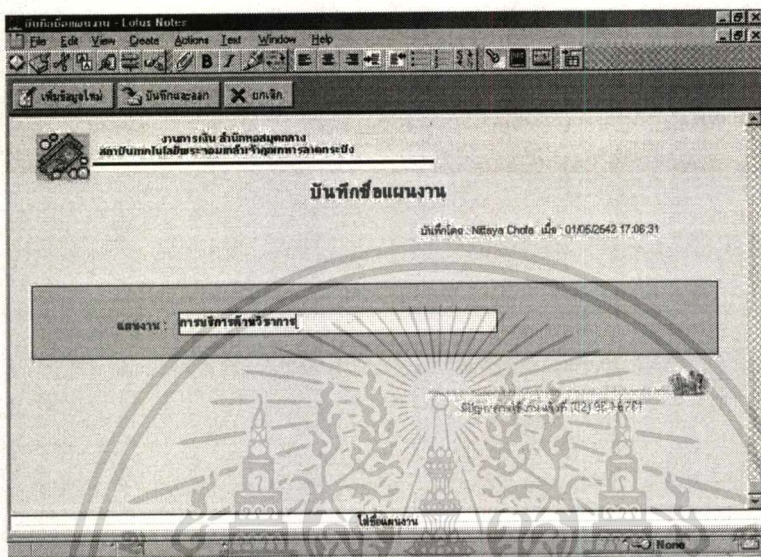 บันทึกชื่อแผนงาน - Lotus Notes
File Edit View Create Actions Text Window Help
เพิ่มข้อมูลใหม่ บันทึกและออก ยกเลิก
งานการเงิน สำนักหอสมุดกลาง
สถาบันเทคโนโลยีพระจอมเกล้าเจ้าคุณทหารลาดกระบัง
บันทึกชื่อแผนงาน
บันทึกโดย : Nittaya Chofa เมื่อ : 01/06/2542 17:06:31
แผนงาน : การบริการด้านวิชาการ
ใส่ชื่อแผนงาน
None